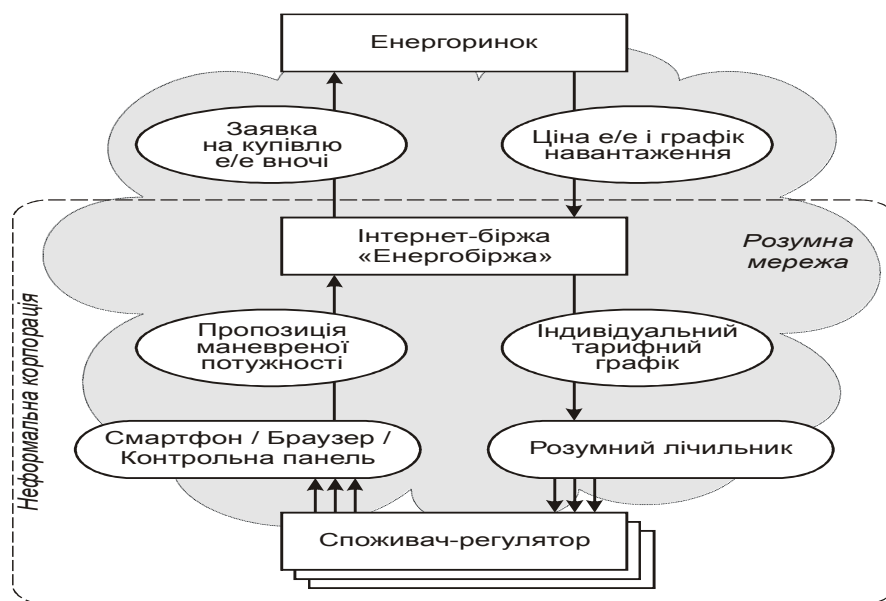 Енергоринок
Заявка
на купівлю
е/е вночі
Ціна е/е і графік
навантаження
Інтернет-біржа
«Енергобіржа»
Розумна
мережа
Неформальна корпорація
Пропозиція
маневреної
потужності
Індивідуальний
тарифний
графік
Смартфон / Браузер /
Контрольна панель
Розумний лічильник
Споживач-регулятор